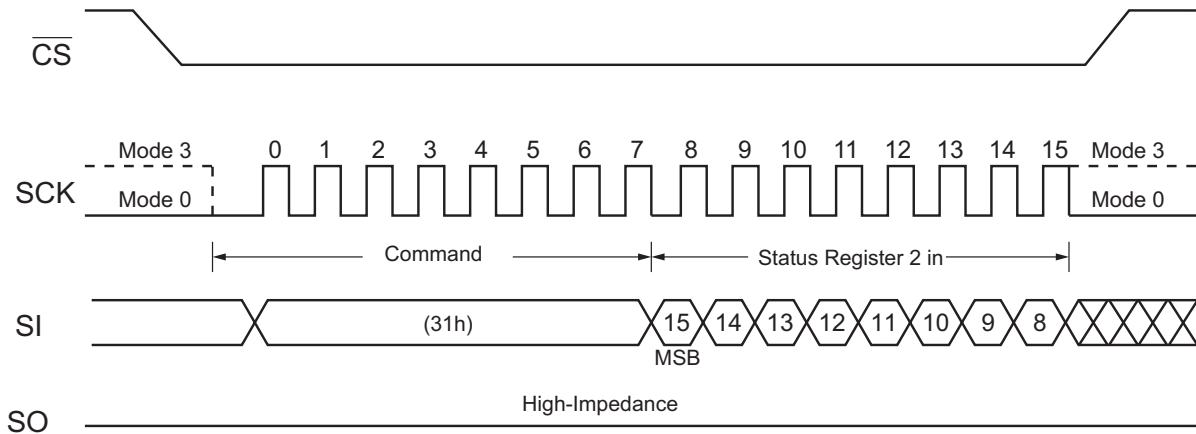 CS
0 1 2 3 4 5 6 7 8 9 10 11 12 13 14 15
Mode 3 Mode 3
SCK
Mode 0 Mode 0
Command Status Register 2 in
SI (31h) 15 14 13 12 11 10 9 8
MSB
High-Impedance
SO